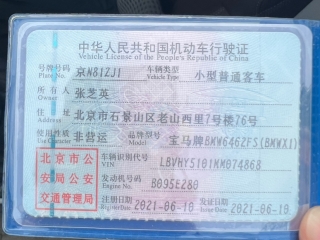 中华人民共和国机动车行驶证
Vehicle License of the People's Republic of China
号牌号码 京N81ZJ1 车辆类型 小型普通客车
Plate No. Vehicle Type
所有人 张芝英
Owner
住址 北京市石景山区老山西里7号楼76号
Address
使用性质 非营运 品牌型号 宝马牌BMW6462FS(BMWX1)
Use Character Model
北京市公 车辆识别代号 LBVHY5101KM074868
VIN
安局公安 发动机号码 B095E280
Engine No.
交通管理局 注册日期 2021-06-10 发证日期 2021-06-10
Register Date Issue Date